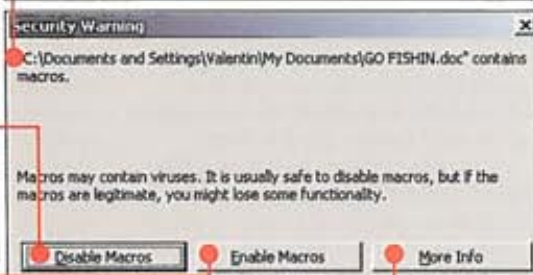 Security Warning
C:\Documents and Settings\Valentin\My Documents\GO FISHIN.doc" contains
macros.
Macros may contain viruses. It is usually safe to disable macros, but if the
macros are legitimate, you might lose some functionality.
Disable Macros Enable Macros More Info